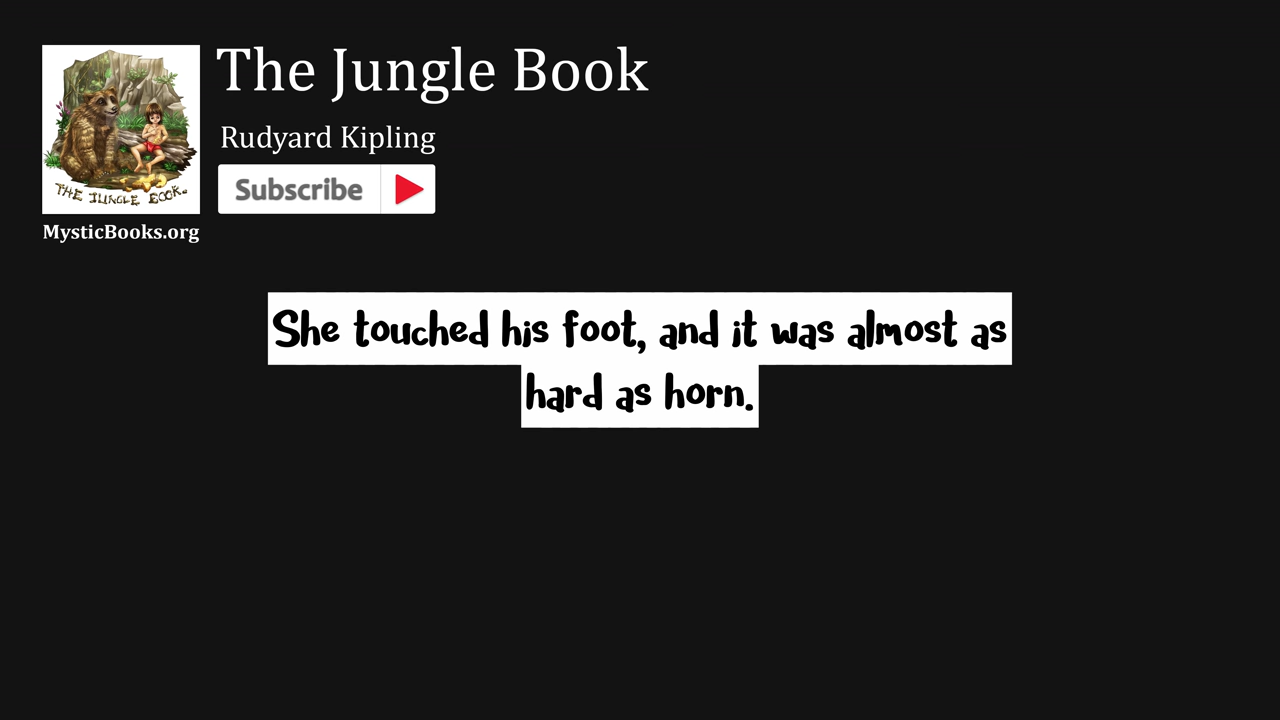 The Jungle Book
Rudyard Kipling
Subscribe
THE JUNGLE BOOK.
MysticBooks.org
She touched his foot, and it was almost as
hard as horn.